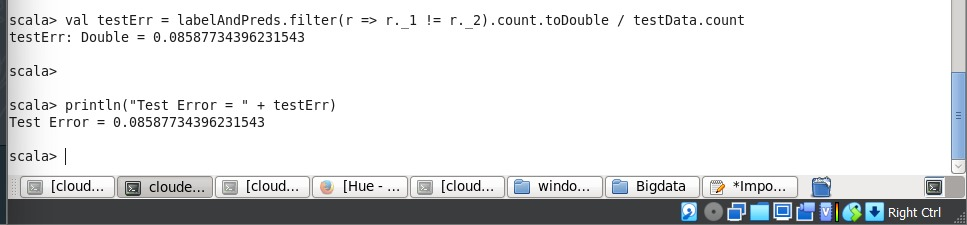 scala> val testErr = labelAndPreds.filter(r => r._1 != r._2).count.toDouble / testData.count
testErr: Double = 0.08587734396231543
scala>
scala> println("Test Error = " + testErr)
Test Error = 0.08587734396231543
scala>
[cloud... cloude... [cloud... [Hue - ... [cloud... windo... Bigdata *Impo...
Right Ctrl